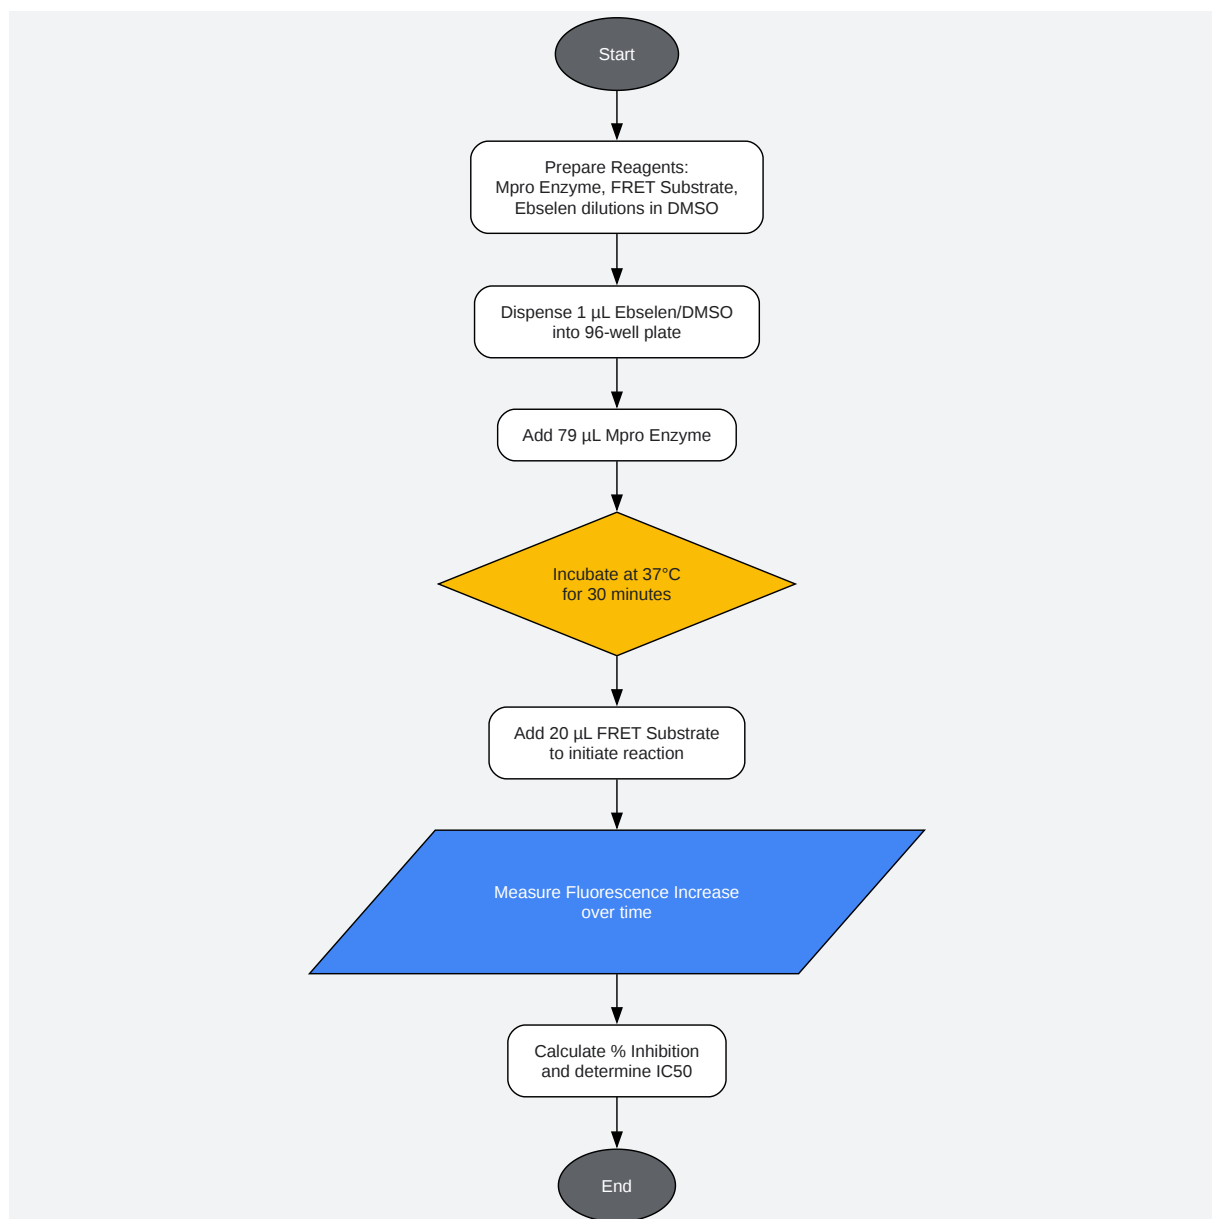 Start
Prepare Reagents:
Mpro Enzyme, FRET Substrate,
Ebselen dilutions in DMSO
Dispense 1 µL Ebselen/DMSO
into 96-well plate
Add 79 µL Mpro Enzyme
Incubate at 37°C
for 30 minutes
Add 20 µL FRET Substrate
to initiate reaction
Measure Fluorescence Increase
over time
Calculate % Inhibition
and determine IC50
End